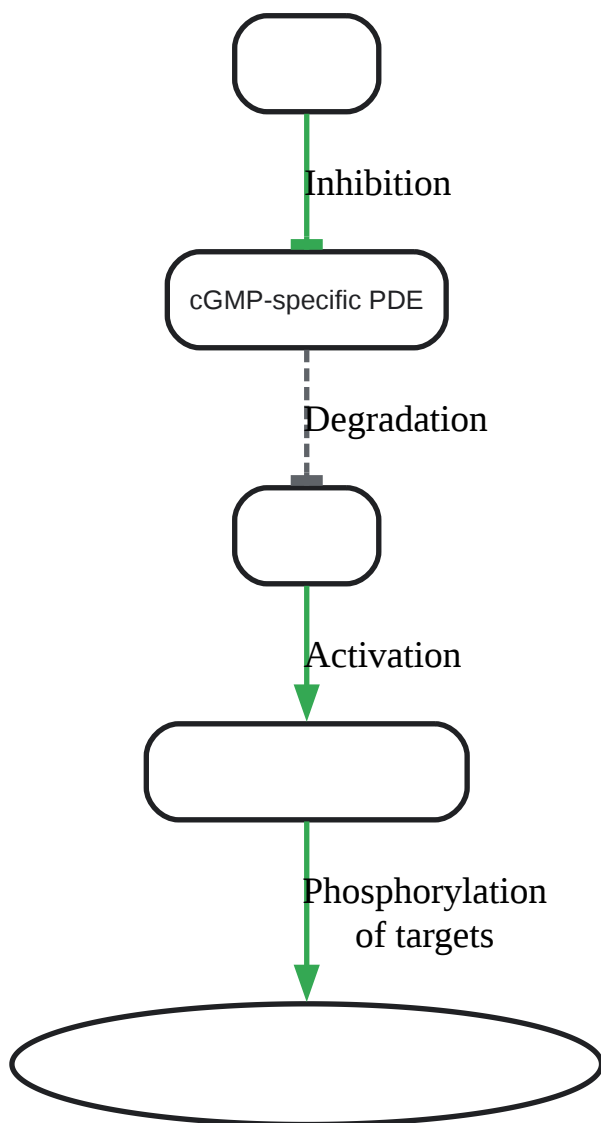 Inhibition
cGMP-specific PDE
Degradation
Activation
Phosphorylation
of targets